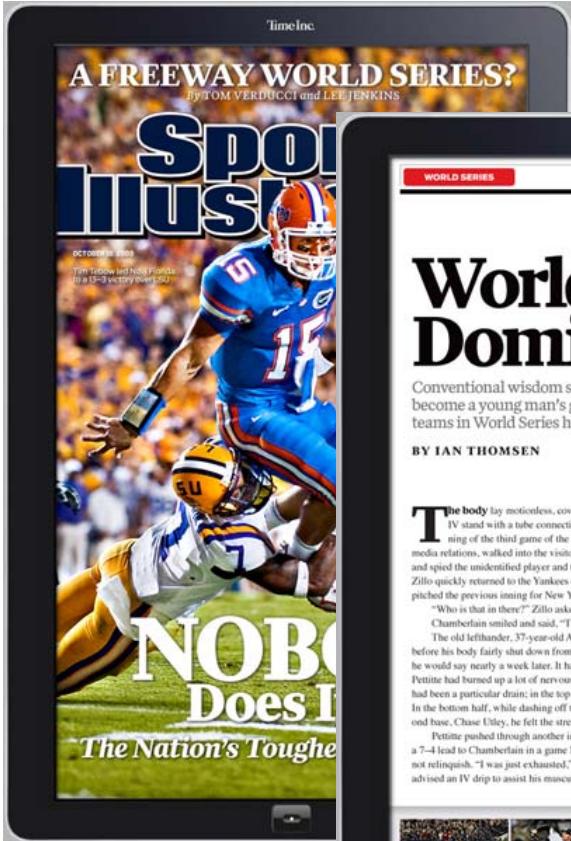 Time Inc.
A FREEWAY WORLD SERIES?
By TOM VERDUCCI and LEE JENKINS
Spo
Illus
Tim Tebow led No. 1 Florida
to a 13–3 victory over LSU
15
15
SU
7
NOB
Does I
The Nation's Toughe
WORLD SERIES
Worl
Domi
Conventional wisdom s
become a young man's
teams in World Series h
BY IAN THOMSEN
The body lay motionless, cov
IV stand with a tube connecti
ning of the third game of the
media relations, walked into the visito
and spied the unidentified player and
Zillo quickly returned to the Yankees
pitched the previous inning for New Y
"Who is that in there?" Zillo aske
Chamberlain smiled and said, "T
The old lefthander, 37-year-old A
before his body fairly shut down from
he would say nearly a week later. It ha
Pettitte had burned up a lot of nervou
had been a particular drain; in the top
In the bottom half, while dashing off
ond base, Chase Utley, he felt the stre
Pettitte pushed through another i
a 7–4 lead to Chamberlain in a game
not relinquish. "I was just exhausted,"
advised an IV drip to assist his muscu